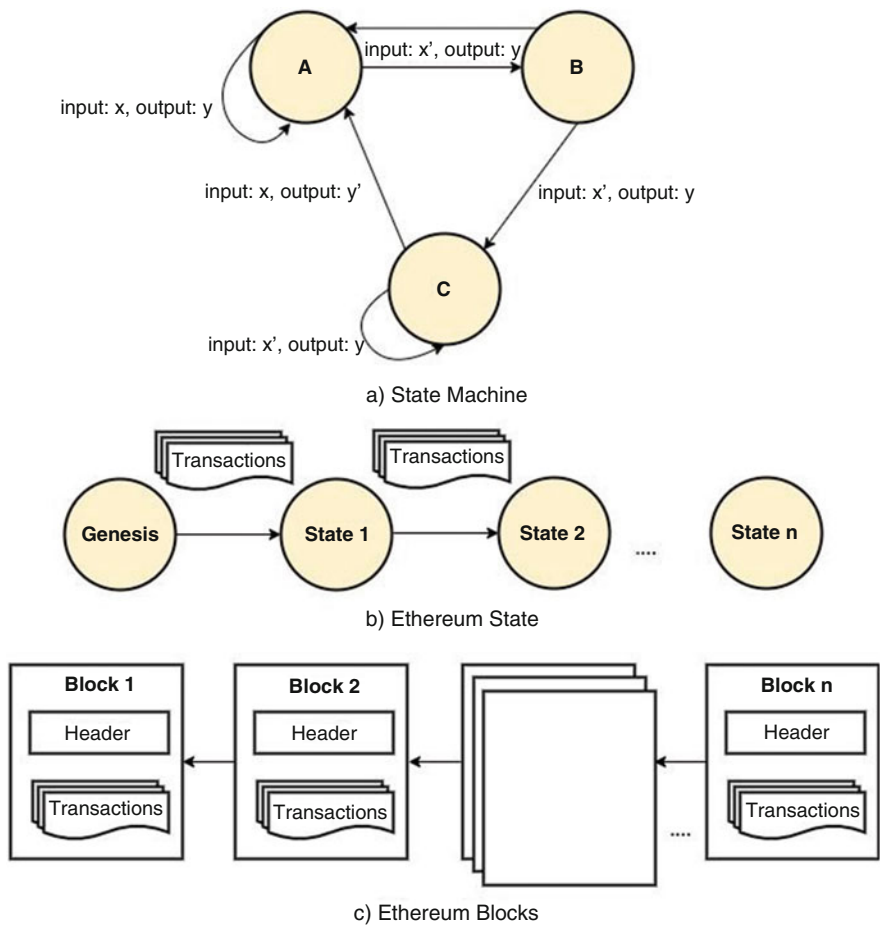 A
input: x’, output: y
B
input: x, output: y
input: x, output: y’
input: x’, output: y
C
input: x’, output: y
a) State Machine
Transactions
Transactions
Genesis
State 1
State 2
....
State n
b) Ethereum State
Block 1
Header
Transactions
Block 2
Header
Transactions
....
Block n
Header
Transactions
c) Ethereum Blocks